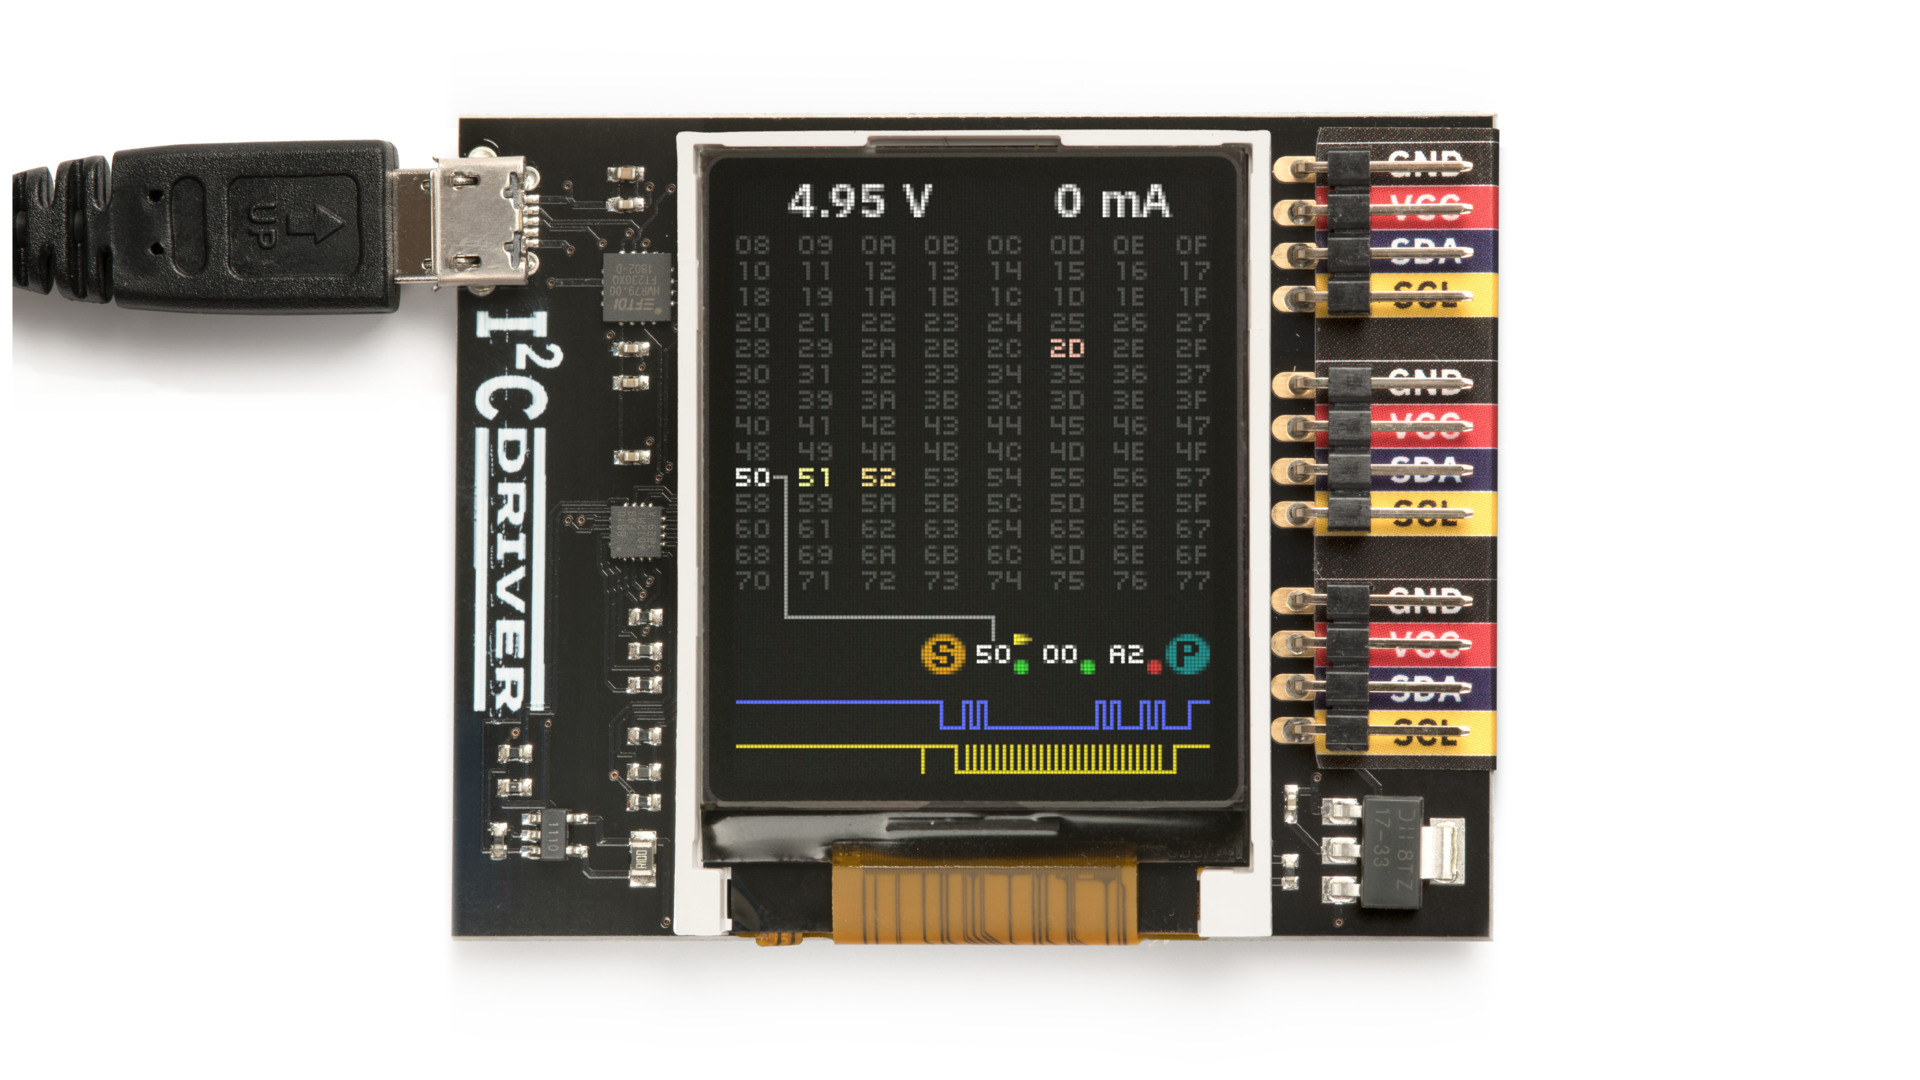 UP
I²CDRIVER
FTDI
FT230XQ
1802-D
4.95 V 0 mA
08 09 0A 0B 0C 0D 0E 0F
10 11 12 13 14 15 16 17
18 19 1A 1B 1C 1D 1E 1F
20 21 22 23 24 25 26 27
28 29 2A 2B 2C 2D 2E 2F
30 31 32 33 34 35 36 37
38 39 3A 3B 3C 3D 3E 3F
40 41 42 43 44 45 46 47
48 49 4A 4B 4C 4D 4E 4F
50 51 52 53 54 55 56 57
58 59 5A 5B 5C 5D 5E 5F
60 61 62 63 64 65 66 67
68 69 6A 6B 6C 6D 6E 6F
70 71 72 73 74 75 76 77
S 50 00 A2 P
GND
VCC
SDA
SCL
GND
VCC
SDA
SCL
GND
VCC
SDA
SCL
R100
17-33